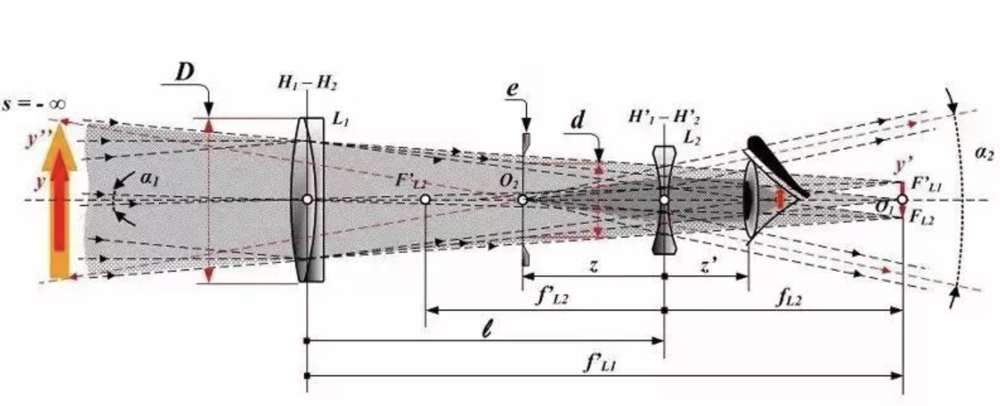 D
H₁ – H₂
s = - ∞
L₁
e
d
H'₁ – H'₂
L₂
y''
y
α₁
F'L2
O₂
α₂
y'
F'L1
O₁
FL2
z
z'
f'L2
fL2
ℓ
f'L1